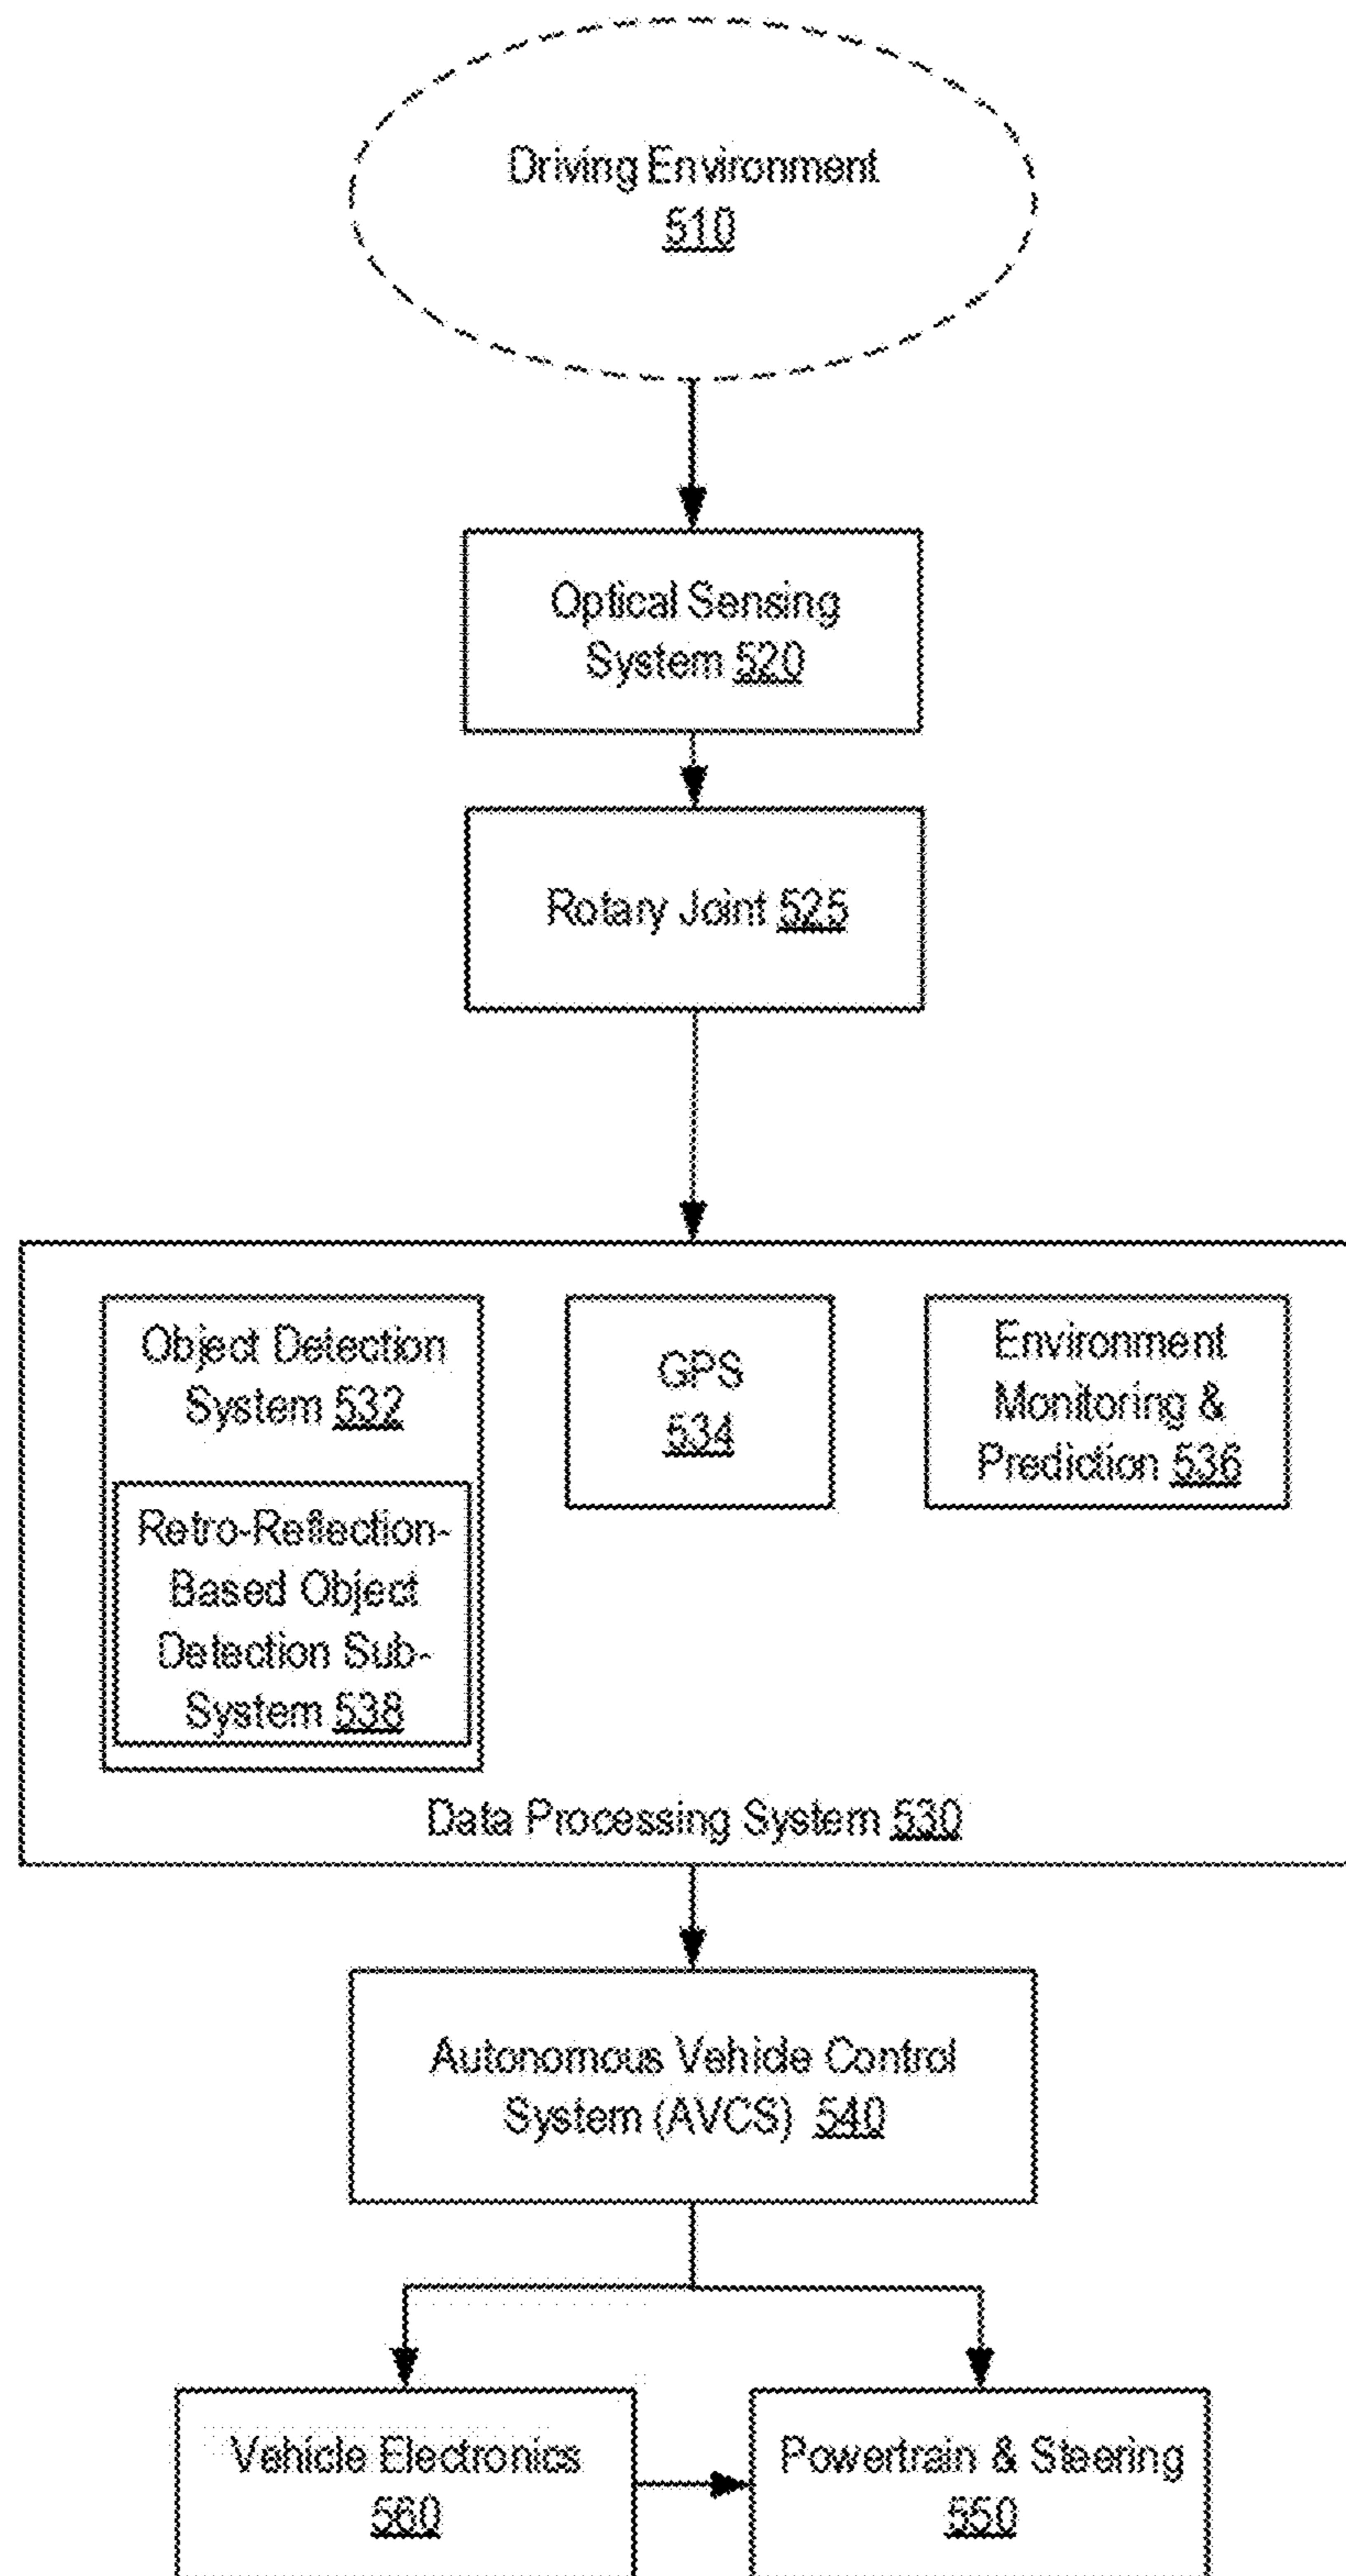 Driving Environment
510
Optical Sensing
System 520
Rotary Joint 525
Object Detection
System 532
Retro-Reflection-
Based Object
Detection Sub-
System 538
GPS
534
Environment
Monitoring &
Prediction 536
Data Processing System 530
Autonomous Vehicle Control
System (AVCS) 540
Vehicle Electronics
560
Powertrain & Steering
550